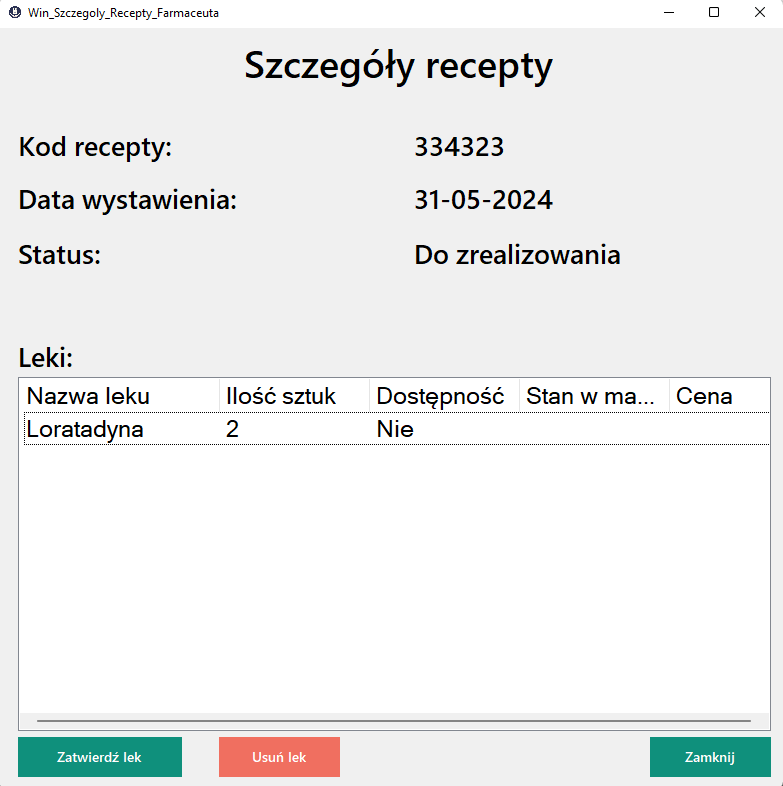 Win_Szczegoly_Recepty_Farmaceuta
Szczegóły recepty
Kod recepty: 334323
Data wystawienia: 31-05-2024
Status: Do zrealizowania
Leki:
Nazwa leku Ilość sztuk Dostępność Stan w ma... Cena
Loratadyna 2 Nie
Zatwierdź lek Usuń lek Zamknij